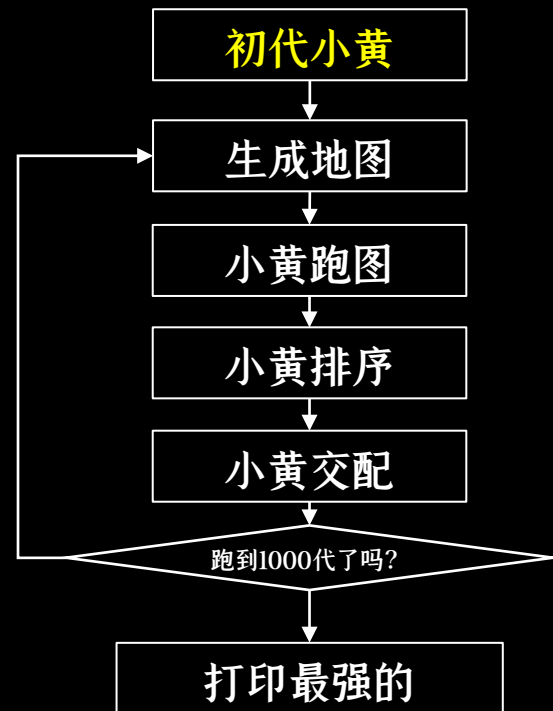 初代小黄
生成地图
小黄跑图
小黄排序
小黄交配
跑到1000代了吗?
打印最强的